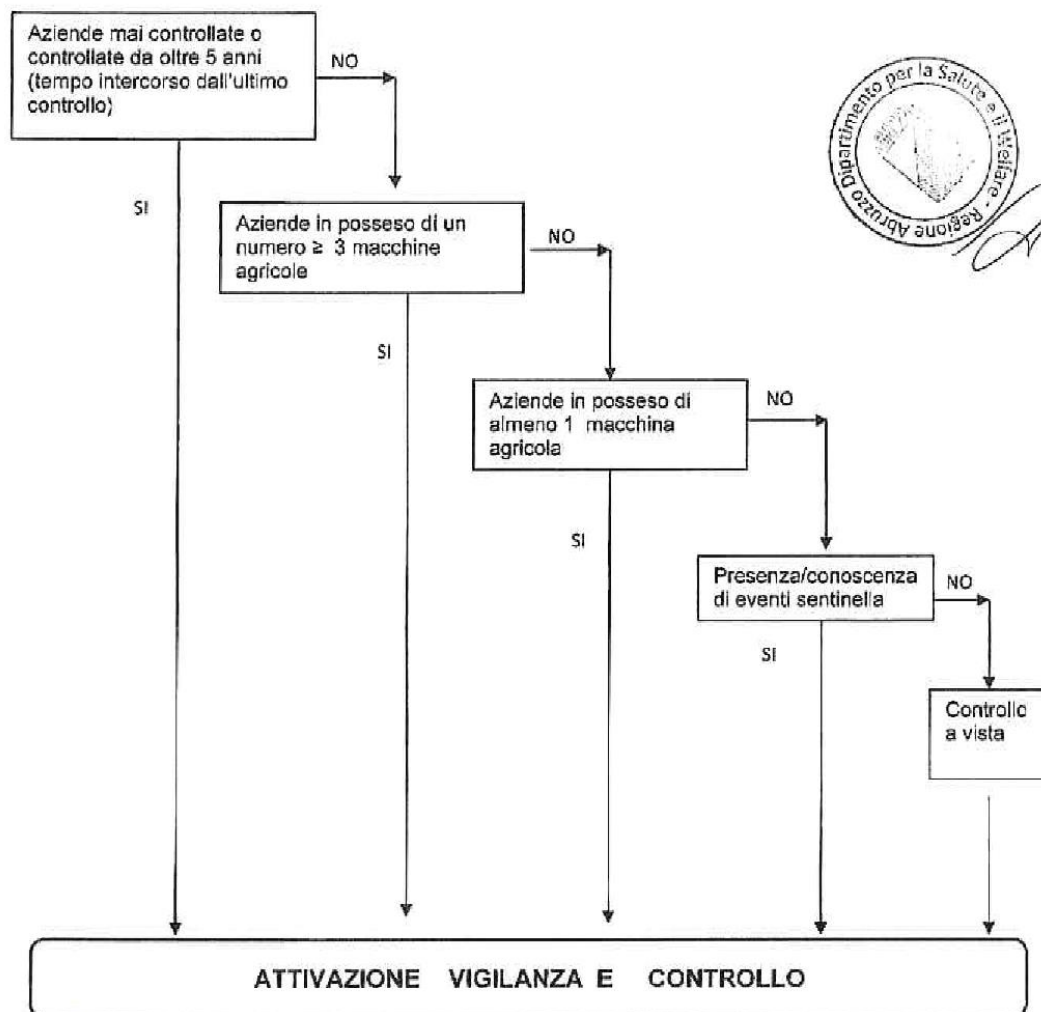 Aziende mai controllate o
controllate da oltre 5 anni
(tempo intercorso dall'ultimo
controllo)
NO
Dipartimento per la Salute e il Welfare - Regione Abruzzo
SI
Aziende in posseso di un
numero ≥ 3 macchine
agricole
NO
SI
Aziende in posseso di
almeno 1 macchina
agricola
NO
SI
Presenza/conoscenza
di eventi sentinella
NO
SI
Controllo
a vista
ATTIVAZIONE VIGILANZA E CONTROLLO